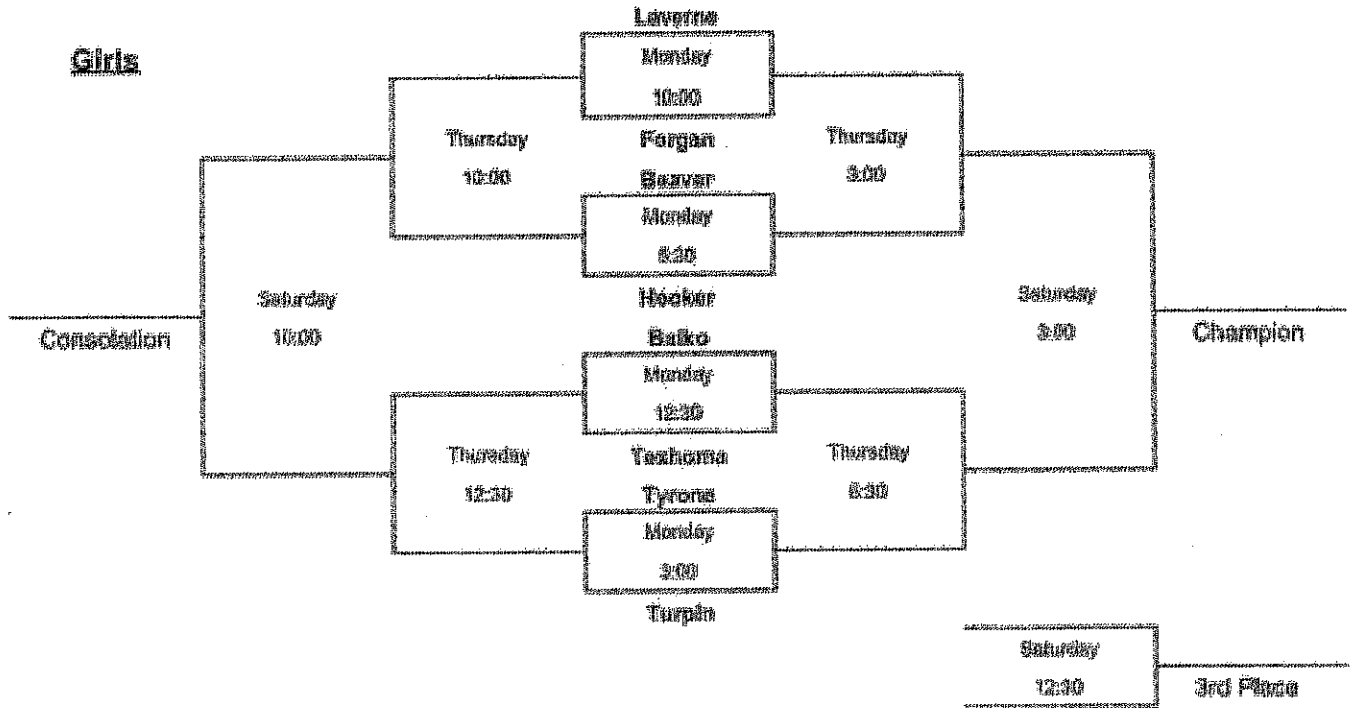 Girls
Laverne
Monday
10:00
Forgan
Thursday
10:00
Thursday
3:00
Beaver
Monday
6:30
Hooker
Saturday
10:00
Consolation
Saturday
3:00
Champion
Balko
Monday
12:30
Texhoma
Thursday
12:30
Thursday
6:30
Tyrone
Monday
3:00
Turpin
Saturday
12:30
3rd Place